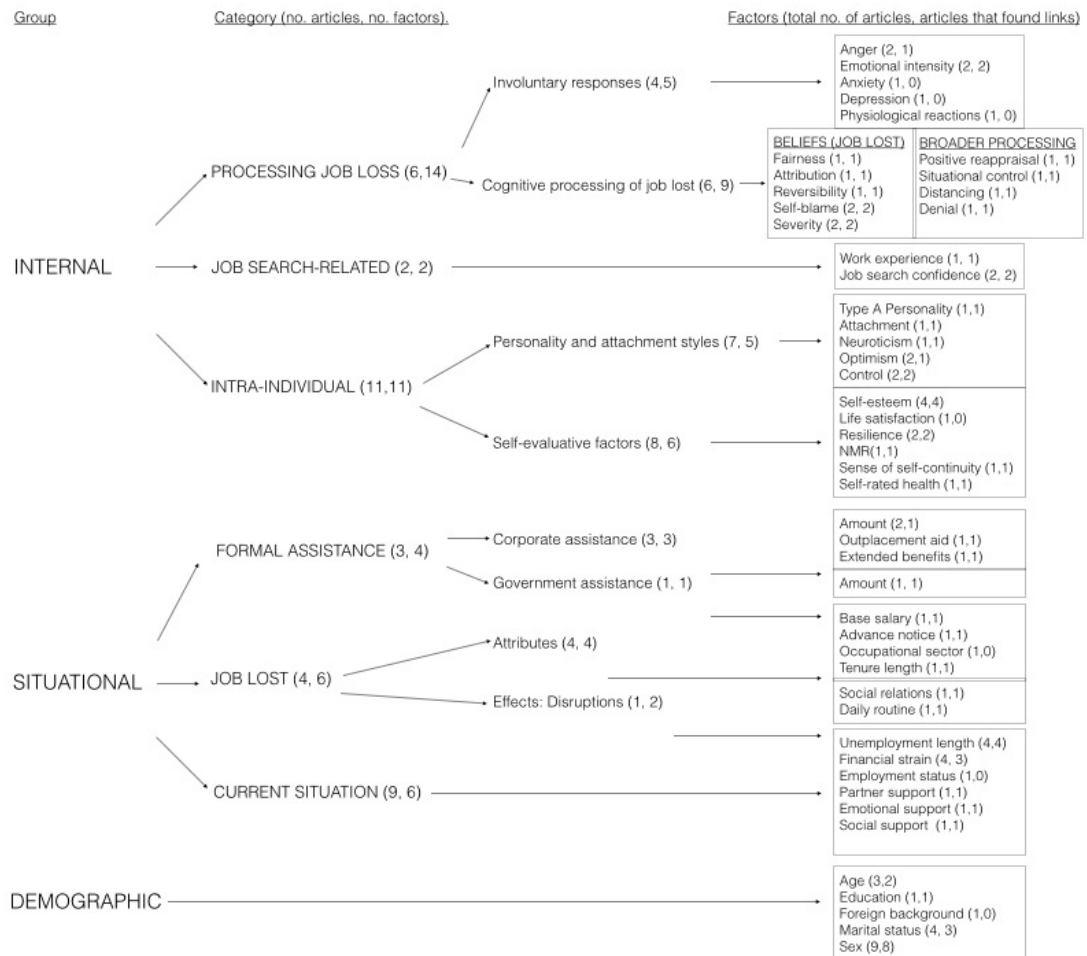 Group
Category (no. articles, no. factors).
Factors (total no. of articles, articles that found links)
Anger (2, 1)
Emotional intensity (2, 2)
Anxiety (1, 0)
Depression (1, 0)
Physiological reactions (1, 0)
Involuntary responses (4,5)
BELIEFS (JOB LOST)
Fairness (1, 1)
Attribution (1, 1)
Reversibility (1, 1)
Self-blame (2, 2)
Severity (2, 2)
BROADER PROCESSING
Positive reappraisal (1, 1)
Situational control (1,1)
Distancing (1,1)
Denial (1, 1)
PROCESSING JOB LOSS (6,14)
Cognitive processing of job lost (6, 9)
INTERNAL
JOB SEARCH-RELATED (2, 2)
Work experience (1, 1)
Job search confidence (2, 2)
Personality and attachment styles (7, 5)
Type A Personality (1,1)
Attachment (1,1)
Neuroticism (1,1)
Optimism (2,1)
Control (2,2)
INTRA-INDIVIDUAL (11,11)
Self-evaluative factors (8, 6)
Self-esteem (4,4)
Life satisfaction (1,0)
Resilience (2,2)
NMR(1,1)
Sense of self-continuity (1,1)
Self-rated health (1,1)
FORMAL ASSISTANCE (3, 4)
Corporate assistance (3, 3)
Amount (2,1)
Outplacement aid (1,1)
Extended benefits (1,1)
Government assistance (1, 1)
Amount (1, 1)
Attributes (4, 4)
Base salary (1,1)
Advance notice (1,1)
Occupational sector (1,0)
Tenure length (1,1)
SITUATIONAL
JOB LOST (4, 6)
Effects: Disruptions (1, 2)
Social relations (1,1)
Daily routine (1,1)
CURRENT SITUATION (9, 6)
Unemployment length (4,4)
Financial strain (4, 3)
Employment status (1,0)
Partner support (1,1)
Emotional support (1,1)
Social support (1,1)
DEMOGRAPHIC
Age (3,2)
Education (1,1)
Foreign background (1,0)
Marital status (4, 3)
Sex (9,8)